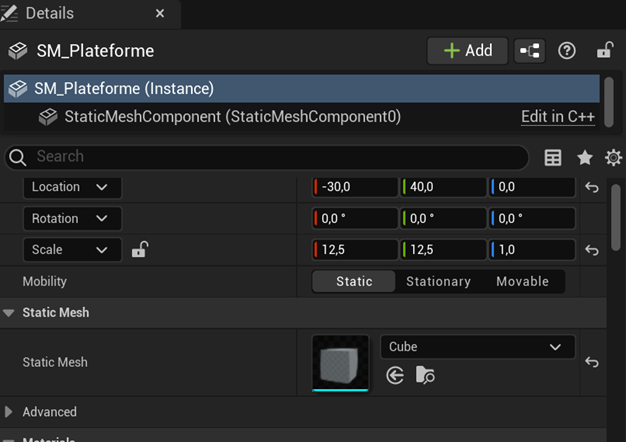 Details
SM_Plateforme
Add
SM_Plateforme (Instance)
StaticMeshComponent (StaticMeshComponent0) Edit in C++
Search
Location -30,0 40,0 0,0
Rotation 0,0 ° 0,0 ° 0,0 °
Scale 12,5 12,5 1,0
Mobility Static Stationary Movable
Static Mesh
Static Mesh Cube
Advanced
Materials